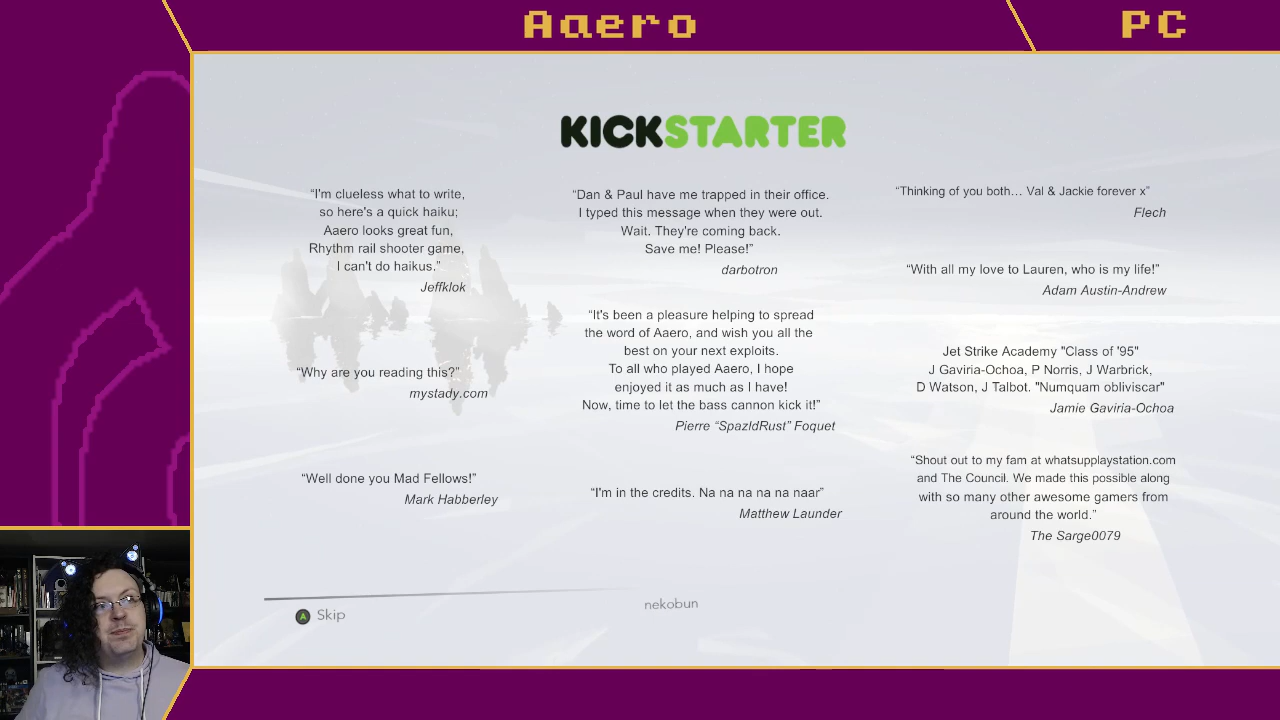 Aaero
PC
KICKSTARTER
“I'm clueless what to write,
so here's a quick haiku;
Aaero looks great fun,
Rhythm rail shooter game,
I can't do haikus.”
Jeffklok
“Why are you reading this?”
mystady.com
“Well done you Mad Fellows!”
Mark Habberley
“Dan & Paul have me trapped in their office.
I typed this message when they were out.
Wait. They're coming back.
Save me! Please!”
darbotron
“It's been a pleasure helping to spread
the word of Aaero, and wish you all the
best on your next exploits.
To all who played Aaero, I hope
enjoyed it as much as I have!
Now, time to let the bass cannon kick it!”
Pierre “SpazldRust” Foquet
“I'm in the credits. Na na na na na naar”
Matthew Launder
“Thinking of you both… Val & Jackie forever x”
Flech
“With all my love to Lauren, who is my life!”
Adam Austin-Andrew
Jet Strike Academy "Class of '95"
J Gaviria-Ochoa, P Norris, J Warbrick,
D Watson, J Talbot. "Numquam obliviscar"
Jamie Gaviria-Ochoa
“Shout out to my fam at whatsupplaystation.com
and The Council. We made this possible along
with so many other awesome gamers from
around the world.”
The Sarge0079
A Skip
nekobun